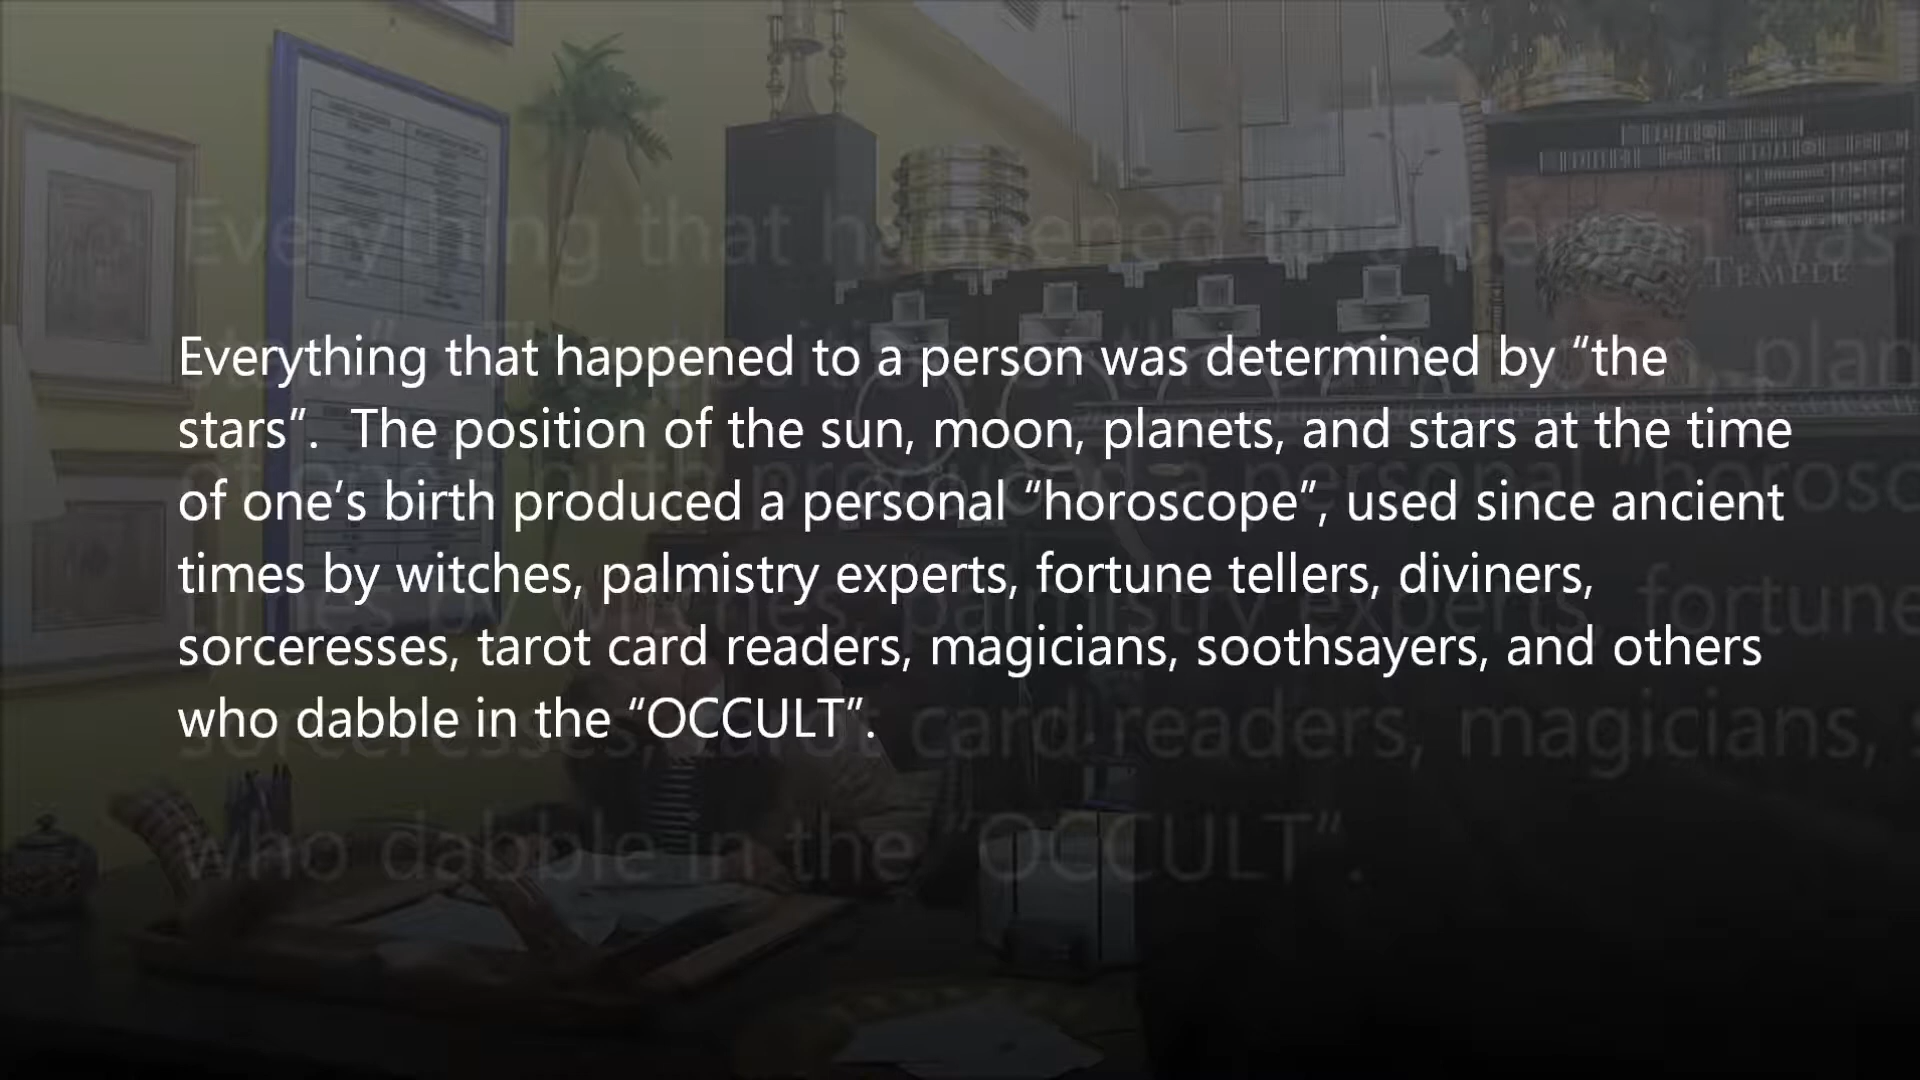 Everything that happened to a person was determined by “the
stars”.  The position of the sun, moon, planets, and stars at the time
of one’s birth produced a personal “horoscope”, used since ancient
times by witches, palmistry experts, fortune tellers, diviners,
sorceresses, tarot card readers, magicians, soothsayers, and others
who dabble in the “OCCULT”.
TEMPLE